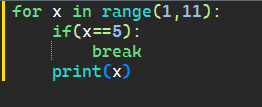 for x in range(1,11):
    if(x==5):
        break
    print(x)